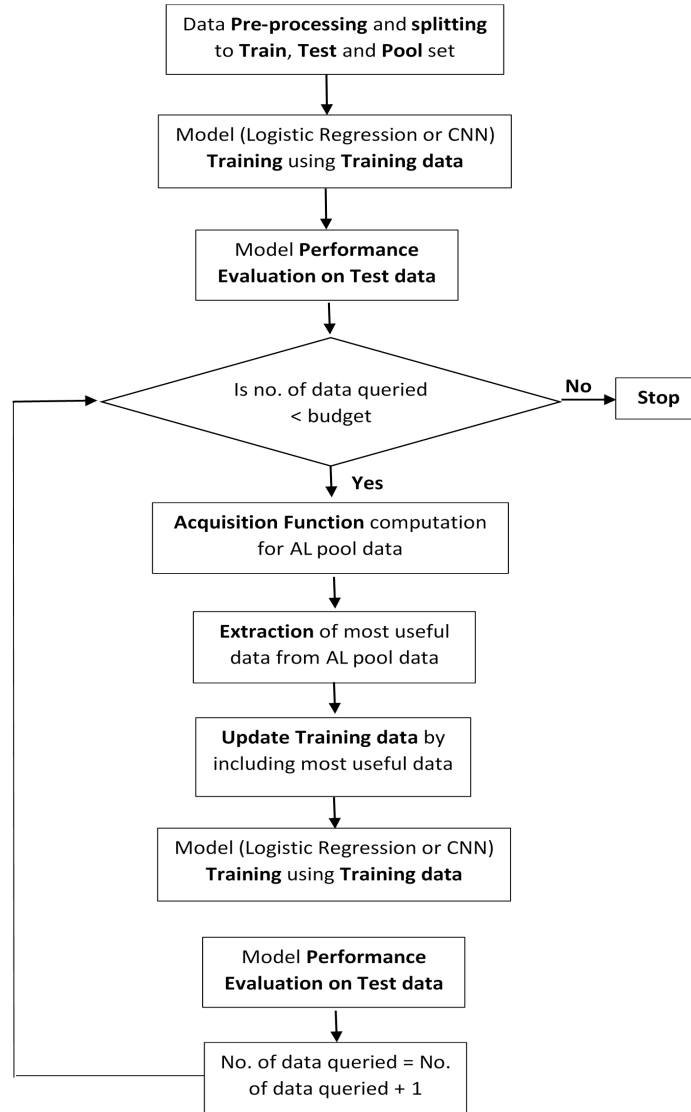 Data Pre-processing and splitting
to Train, Test and Pool set
Model (Logistic Regression or CNN)
Training using Training data
Model Performance
Evaluation on Test data
Is no. of data queried
< budget
No
Stop
Yes
Acquisition Function computation
for AL pool data
Extraction of most useful
data from AL pool data
Update Training data by
including most useful data
Model (Logistic Regression or CNN)
Training using Training data
Model Performance
Evaluation on Test data
No. of data queried = No.
of data queried + 1